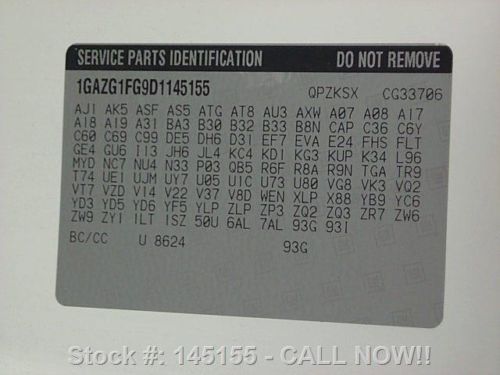 SERVICE PARTS IDENTIFICATION DO NOT REMOVE
1GAZG1FG9D1145155 QPZKSX CG33706
AJ1 AK5 ASF AS5 ATG AT8 AU3 AXW A07 A08 A17
A18 A19 A31 BA3 B30 B32 B33 B8N CAP C36 C6Y
C60 C69 C99 DE5 DH6 D31 EF7 EVA E24 FHS FLT
GE4 GU6 I13 JH6 JL4 KC4 KD1 KG3 KUP K34 L96
MYD NC7 NU4 N33 P03 QB5 R6F R8A R9N TGA TR9
T74 UE1 UJM UY7 U05 U1C U73 U80 VG8 VK3 VQ2
VT7 VZD V14 V22 V37 V8D WEN XLP X88 YB9 YC6
YD3 YD5 YD6 YF5 YLP ZLP ZP3 ZQ2 ZQ3 ZR7 ZW6
ZW9 ZY1 1LT 1SZ 50U 6AL 7AL 93G 93I
BC/CC U 8624 93G
Stock #: 145155 - CALL NOW!!